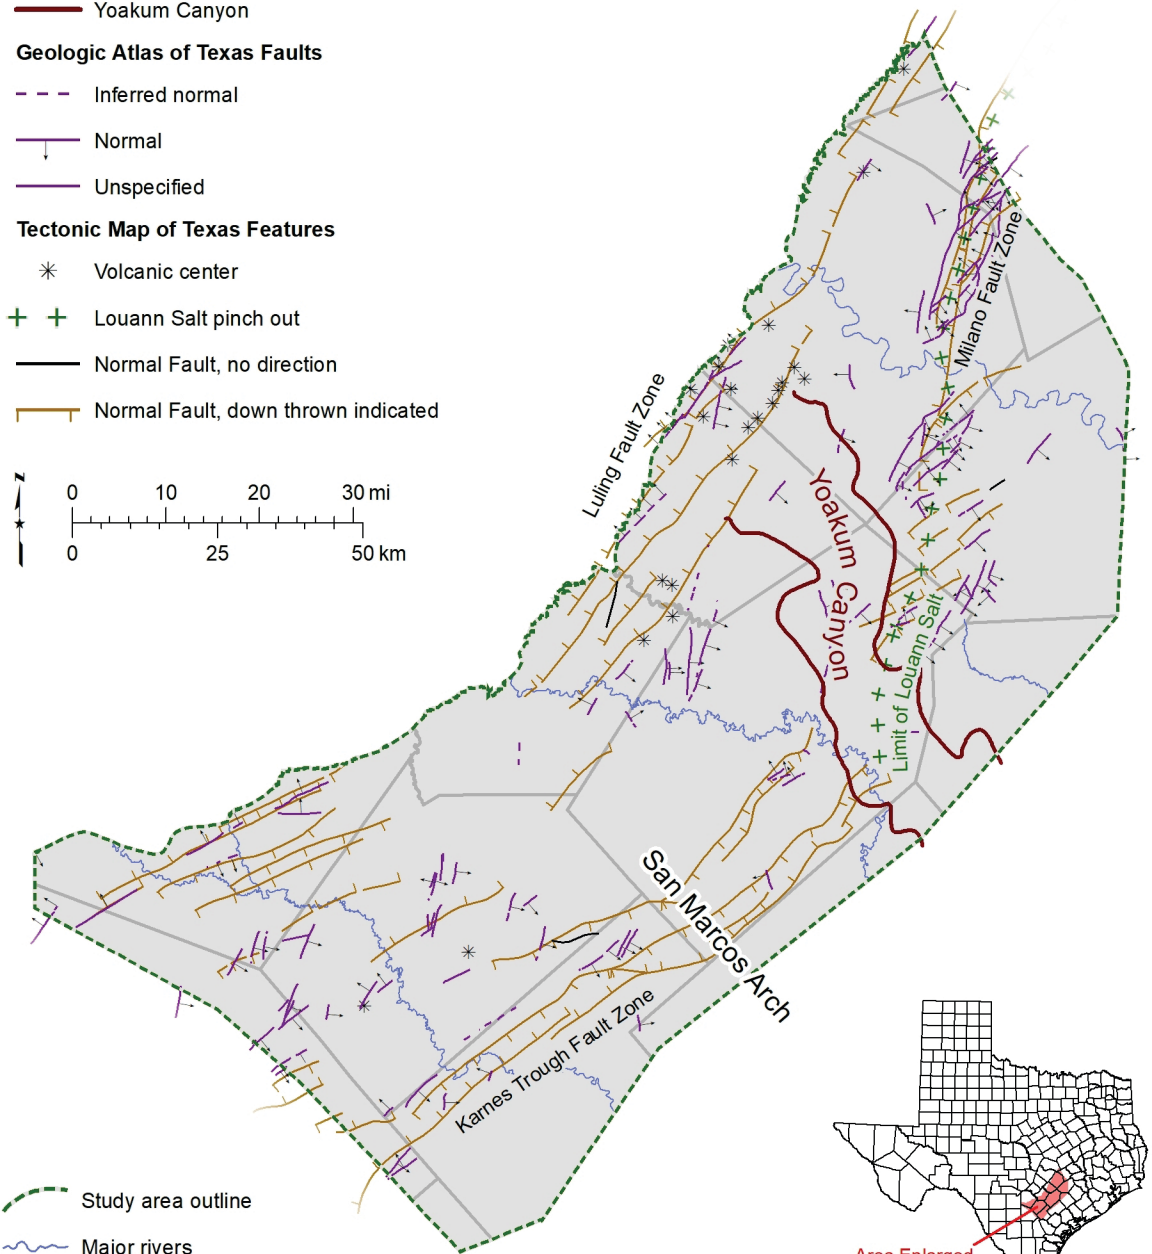 Yoakum Canyon
Geologic Atlas of Texas Faults
Inferred normal
Normal
Unspecified
Tectonic Map of Texas Features
Volcanic center
Louann Salt pinch out
Normal Fault, no direction
Normal Fault, down thrown indicated
N
0 10 20 30 mi
0 25 50 km
Luling Fault Zone
Milano Fault Zone
Yoakum Canyon
Limit of Louann Salt
San Marcos Arch
Karnes Trough Fault Zone
Study area outline
Major rivers
Area Enlarged